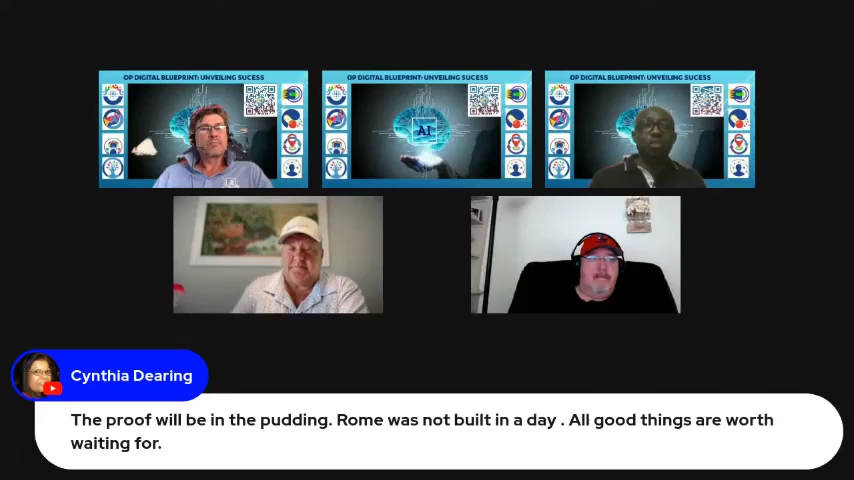 OP DIGITAL BLUEPRINT: UNVEILING SUCESS
OP DIGITAL BLUEPRINT: UNVEILING SUCESS
OP DIGITAL BLUEPRINT: UNVEILING SUCESS
AI
Cynthia Dearing
The proof will be in the pudding. Rome was not built in a day . All good things are worth
waiting for.